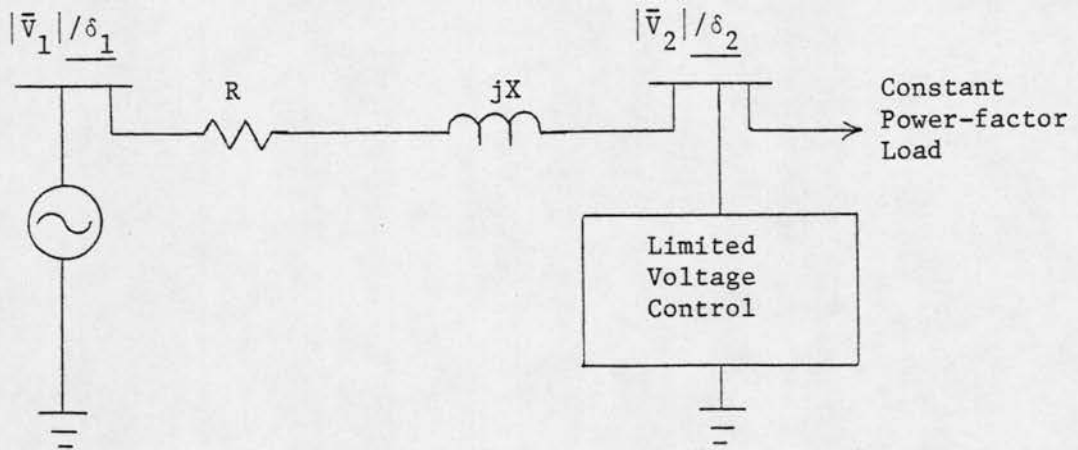 |V̄₁|/δ₁
|V̄₂|/δ₂
R
jX
Constant
Power-factor
Load
Limited
Voltage
Control